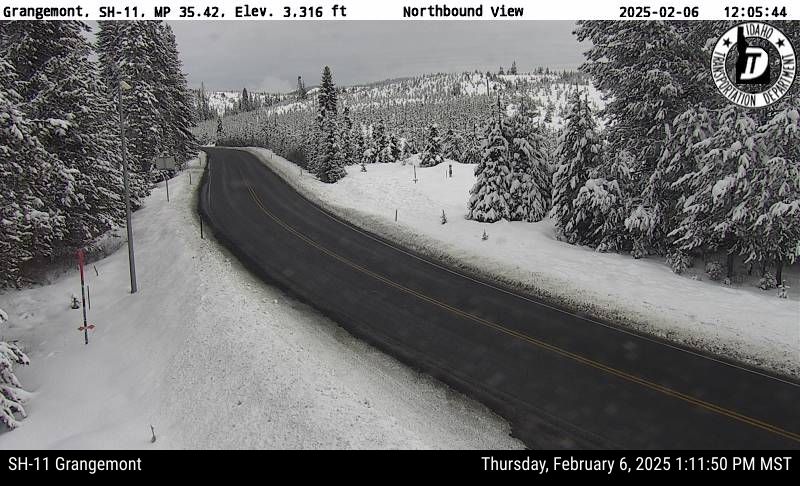 Grangemont, SH-11, MP 35.42, Elev. 3,316 ft Northbound View 2025-02-06 12:05:44
IDAHO
TRANSPORTATION DEPARTMENT
SH-11 Grangemont Thursday, February 6, 2025 1:11:50 PM MST